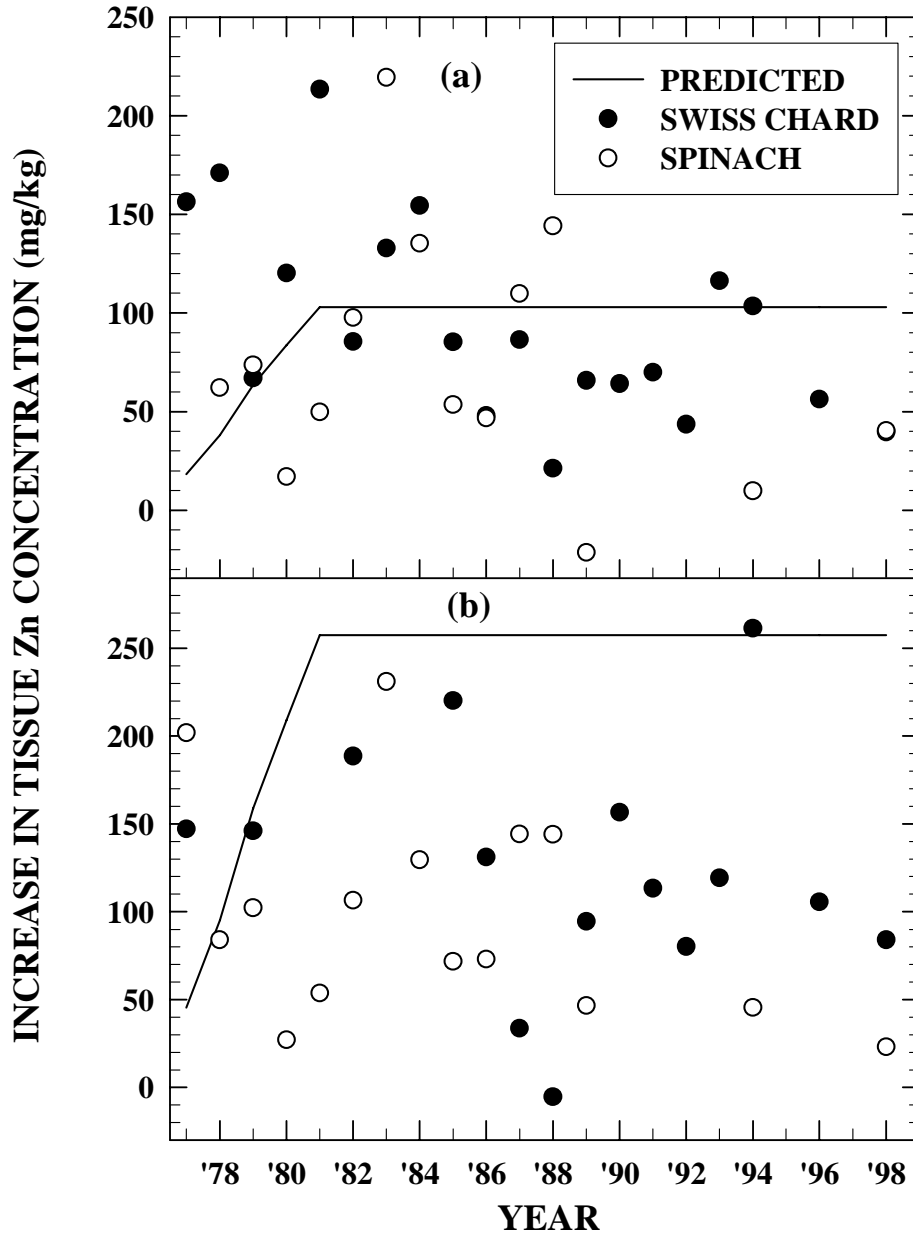 INCREASE IN TISSUE Zn CONCENTRATION (mg/kg)
250
200
150
100
50
0
(a)
PREDICTED
SWISS CHARD
SPINACH
(b)
250
200
150
100
50
0
'78 '80 '82 '84 '86 '88 '90 '92 '94 '96 '98
YEAR